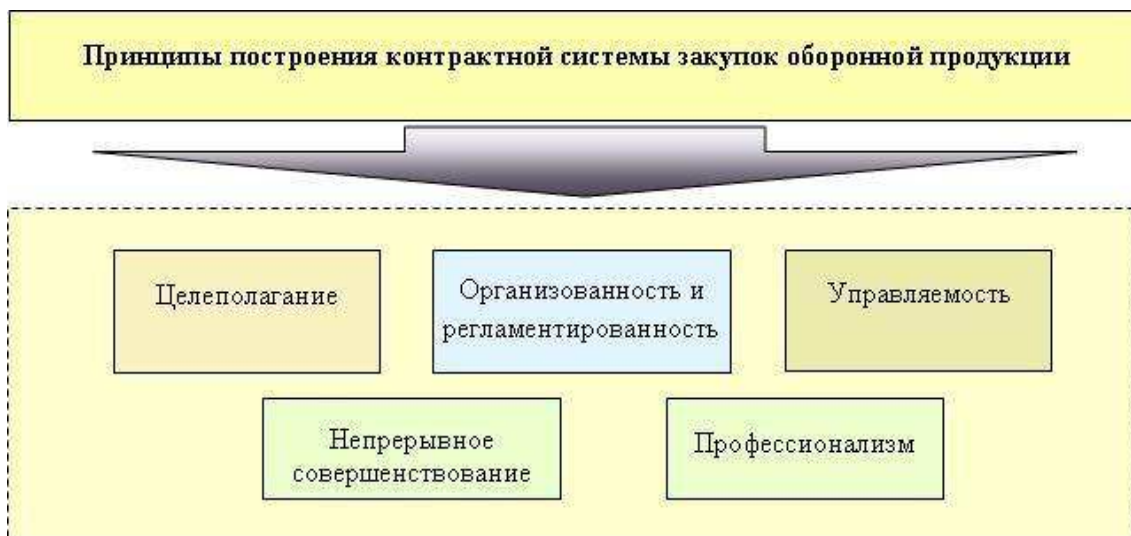 Принципы построения контрактной системы закупок оборонной продукции
Целеполагание
Организованность и
регламентированность
Управляемость
Непрерывное
совершенствование
Профессионализм